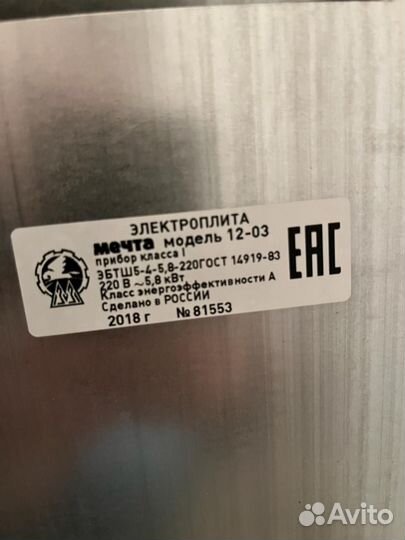 ЭЛЕКТРОПЛИТА
мечта модель 12-03
прибор класса I
ЭБТШ5-4-5,8-220ГОСТ 14919-83
220 В ~5,8 кВт
Класс энергоэффективности А
Сделано в РОССИИ
2018 г № 81553
ЕАС
Avito